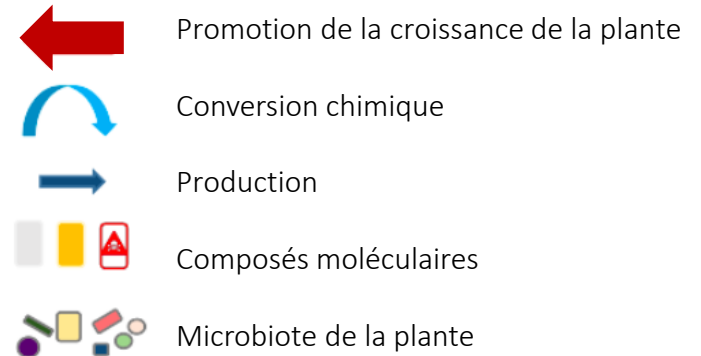 Promotion de la croissance de la plante
Conversion chimique
Production
Composés moléculaires
Microbiote de la plante